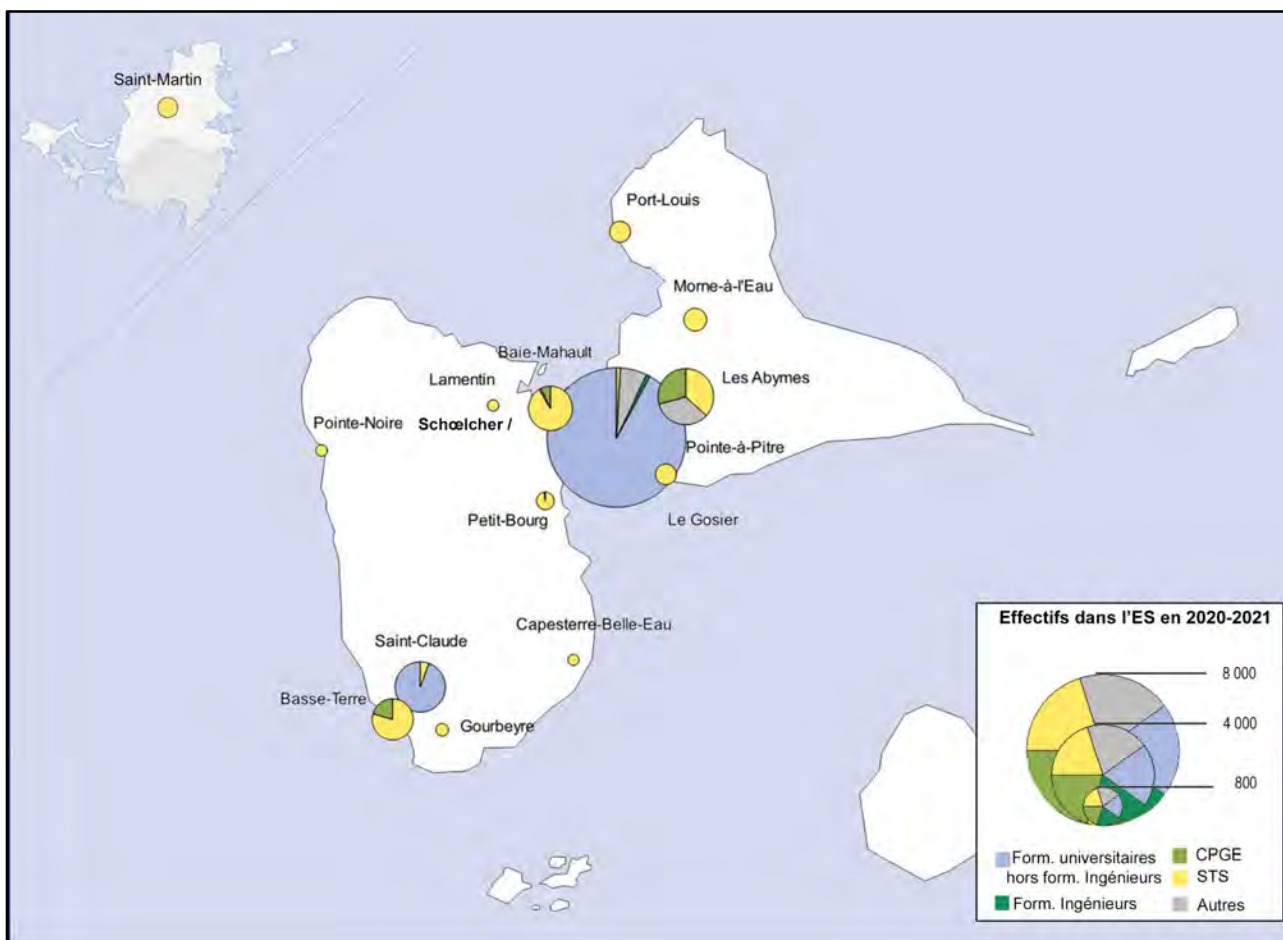 Saint-Martin
Port-Louis
Morne-à-l'Eau
Baie-Mahault
Lamentin
Les Abymes
Pointe-Noire
Schœlcher /
Pointe-à-Pitre
Petit-Bourg
Le Gosier
Capesterre-Belle-Eau
Saint-Claude
Basse-Terre
Gourbeyre
Effectifs dans l'ES en 2020-2021
8 000
4 000
800
Form. universitaires
hors form. Ingénieurs
CPGE
STS
Form. Ingénieurs
Autres